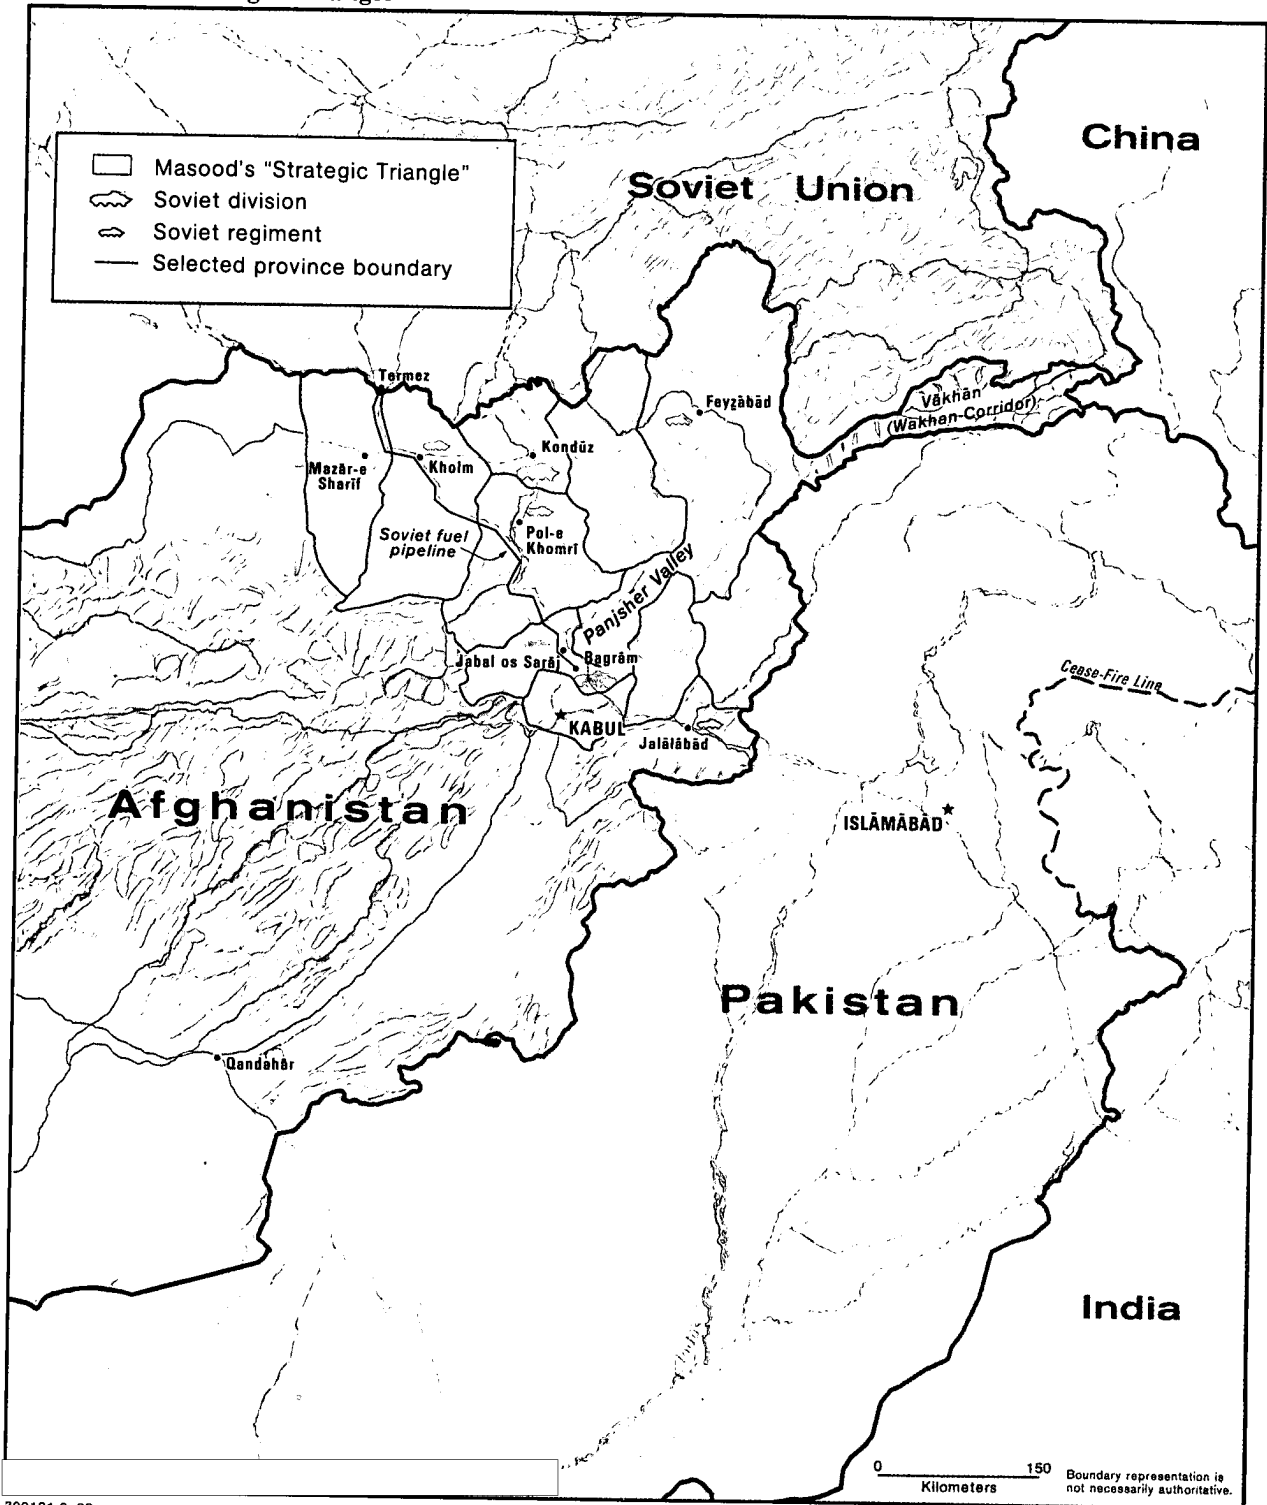 China
Masood's "Strategic Triangle"
Soviet division
Soviet regiment
Selected province boundary
Soviet Union
Termez
Feyẕābād
Vākhān
(Wakhan Corridor)
Kondūz
Kholm
Mazār-e
Sharīf
Soviet fuel
pipeline
Pol-e
Khomrī
Panjsher Valley
Jabal os Sarāj
Bagrām
Cease-Fire Line
KABUL
Jalālābād
Afghanistan
ISLĀMĀBĀD
Pakistan
Qandahār
India
0 150
Kilometers
Boundary representation is
not necessarily authoritative.